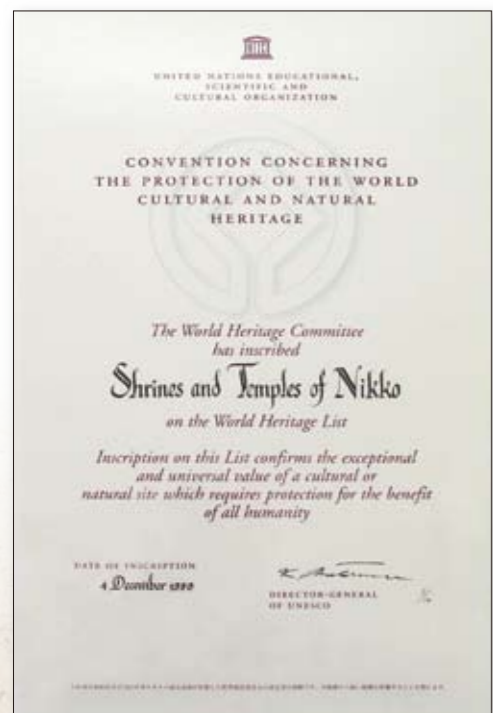 UNITED NATIONS EDUCATIONAL,
SCIENTIFIC AND
CULTURAL ORGANIZATION
CONVENTION CONCERNING
THE PROTECTION OF THE WORLD
CULTURAL AND NATURAL
HERITAGE
The World Heritage Committee
has inscribed
Shrines and Temples of Nikko
on the World Heritage List
Inscription on this List confirms the exceptional
and universal value of a cultural or
natural site which requires protection for the benefit
of all humanity
DATE OF INSCRIPTION
4 December
DIRECTOR-GENERAL
OF UNESCO